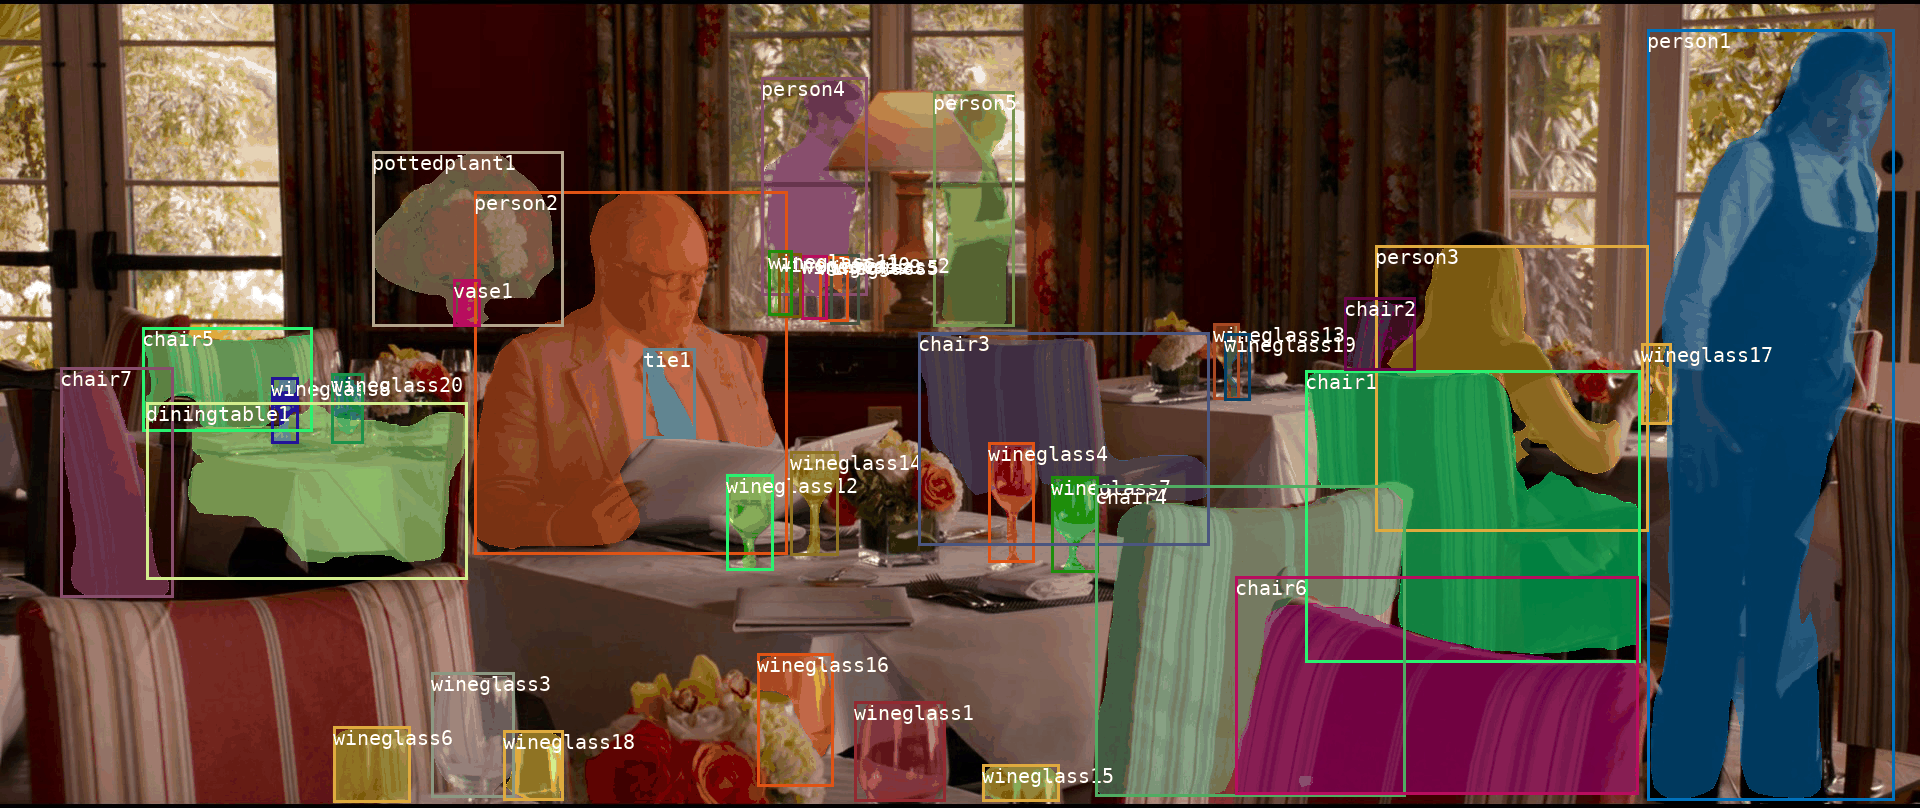 person1
person4
person5
pottedplant1
person2
person3
vase1
chair2
wineglass13
chair5
chair3
wineglass19
tie1
wineglass17
chair7
chair1
wineglass20
diningtable1
wineglass4
wineglass14
wineglass12
wineglass7
chair4
chair6
wineglass16
wineglass3
wineglass1
wineglass6
wineglass18
wineglass15